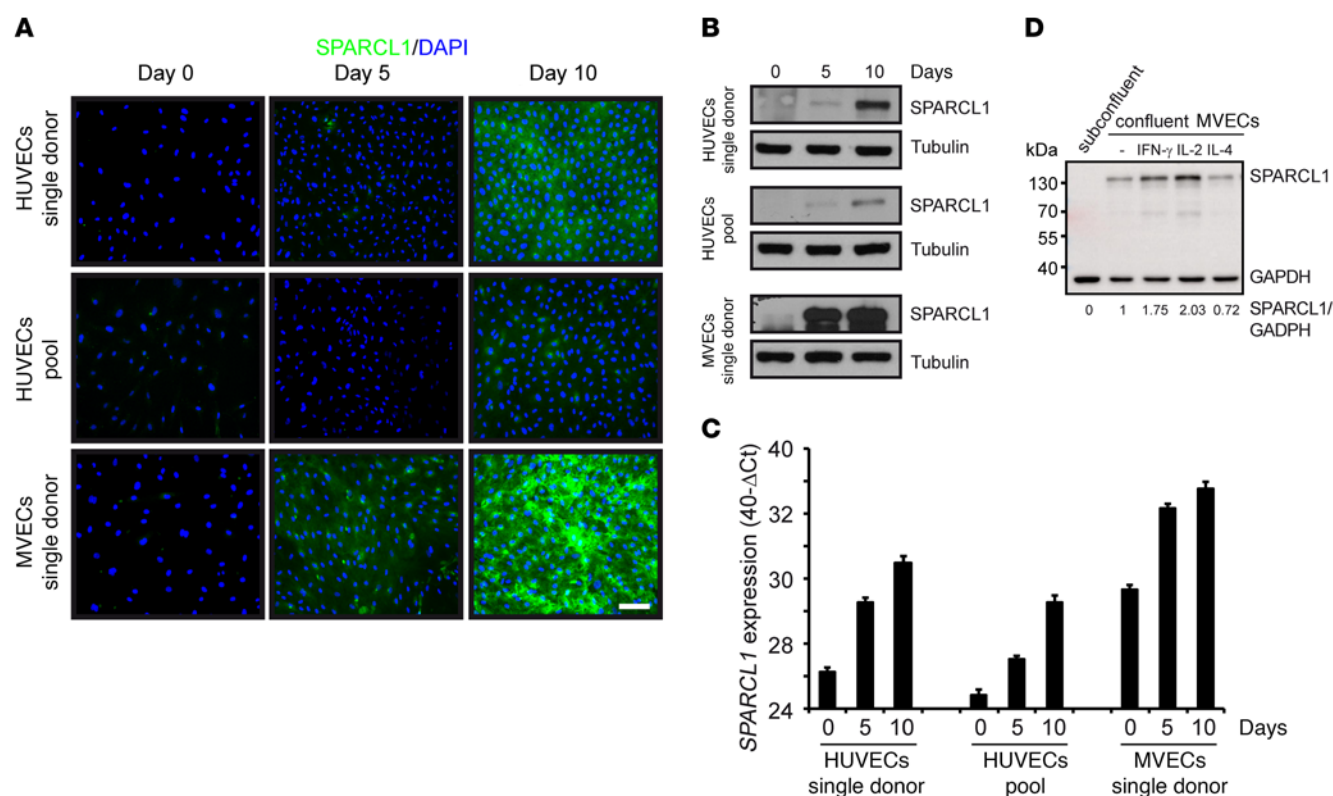 A
SPARCL1/DAPI
Day 0 Day 5 Day 10
HUVECs
single donor
HUVECs
pool
MVECs
single donor
B
0 5 10 Days
HUVECs
single donor
SPARCL1
Tubulin
HUVECs
pool
SPARCL1
Tubulin
MVECs
single donor
SPARCL1
Tubulin
D
subconfluent
confluent MVECs
kDa - IFN-γ IL-2 IL-4
130 SPARCL1
70
55
40
GAPDH
0 1 1.75 2.03 0.72 SPARCL1/
GADPH
C
SPARCL1 expression (40-ΔCt)
40
32
30
28
24
0 5 10 0 5 10 0 5 10 Days
HUVECs HUVECs MVECs
single donor pool single donor